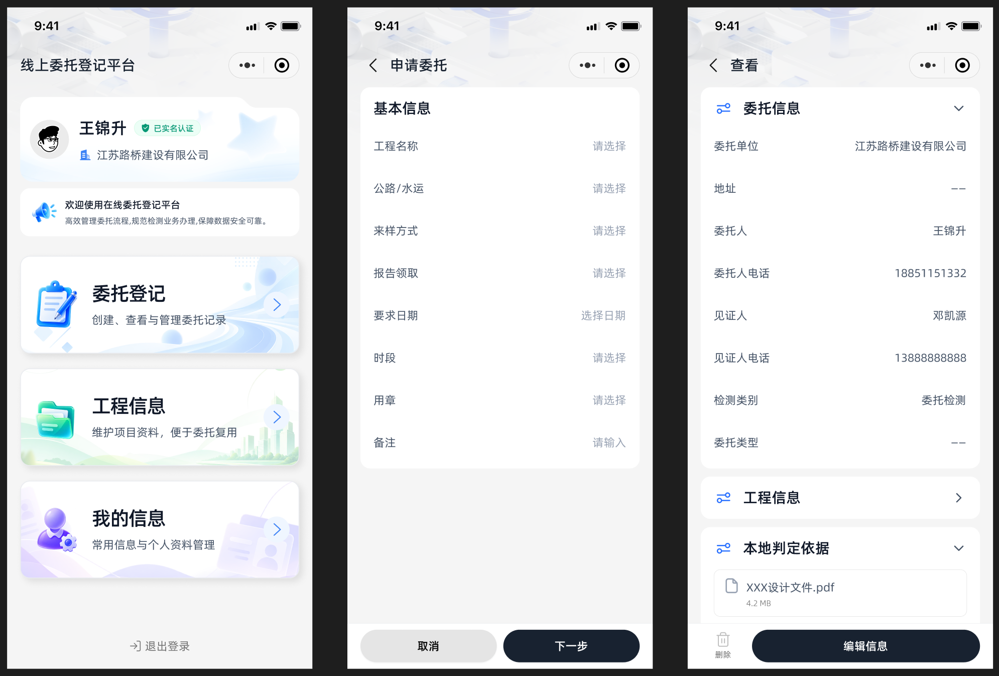 9:41
线上委托登记平台
王锦升
已实名认证
江苏路桥建设有限公司
欢迎使用在线委托登记平台
高效管理委托流程,规范检测业务办理,保障数据安全可靠。
委托登记
创建、查看与管理委托记录
工程信息
维护项目资料，便于委托复用
我的信息
常用信息与个人资料管理
退出登录
9:41
申请委托
基本信息
工程名称 请选择
公路/水运 请选择
来样方式 请选择
报告领取 请选择
要求日期 选择日期
时段 请选择
用章 请选择
备注 请输入
取消 下一步
9:41
查看
委托信息
委托单位 江苏路桥建设有限公司
地址 --
委托人 王锦升
委托人电话 18851151332
见证人 邓凯源
见证人电话 13888888888
检测类别 委托检测
委托类型 --
工程信息
本地判定依据
XXX设计文件.pdf
4.2 MB
删除 编辑信息